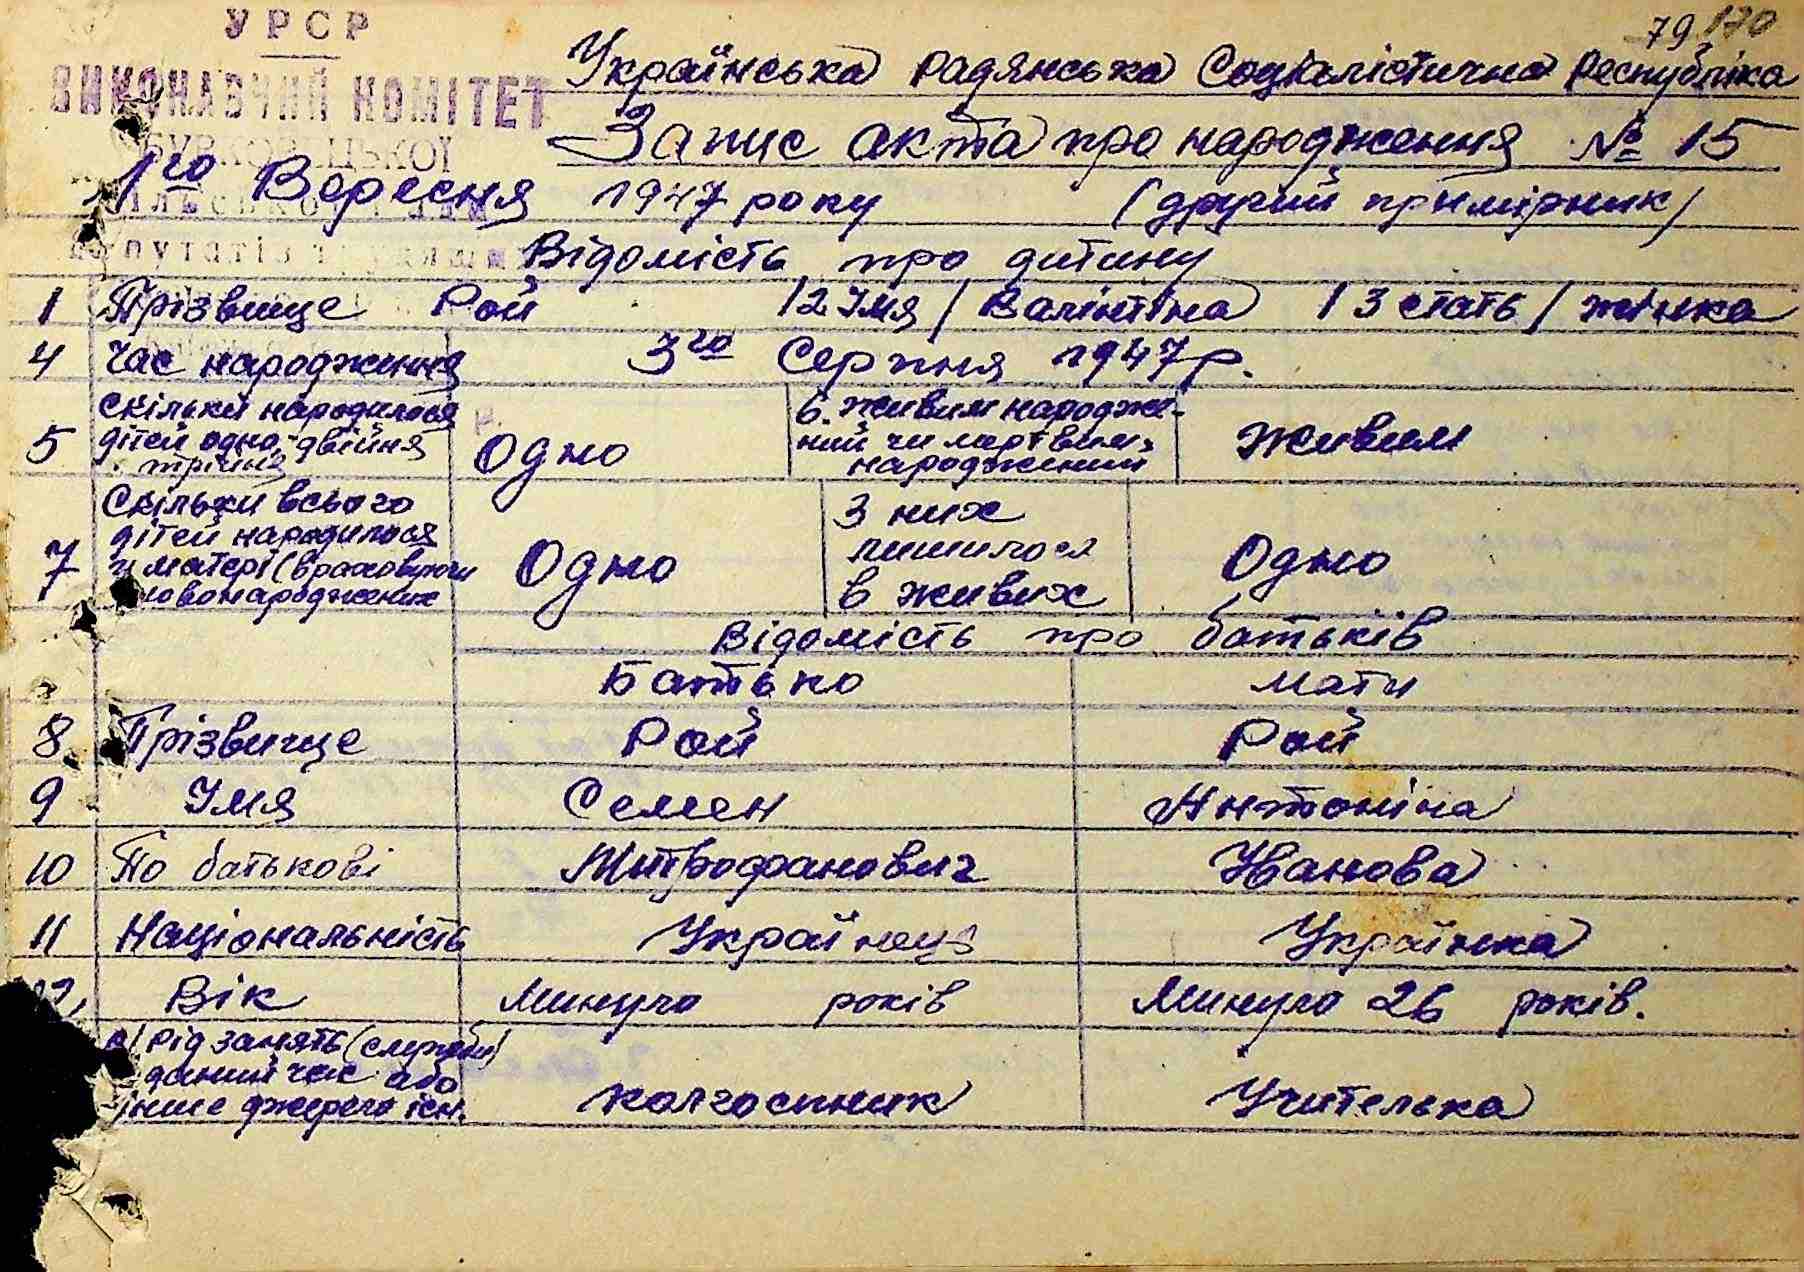 79 170
УРСР
ВИКОНАВЧИЙ КОМІТЕТ
Українська Радянська Соціалістична Республіка
Запис акта про народження № 15
1го Вересня 1947 року (другий примірник)
путатів трудящих
Відомість про дитину
1 Прізвище Рой /2 Імя/ Валінтіна /3 стать/ жінка
4 Час народження 3го Серпня 1947 р.
5 Скільки народилося дітей одно, двійня, трійня Одно 6. Живим народжений чи мертвим народжений Живим
7 Скільки всього дітей народилося у матері (враховуючи новонароджених Одно З них лишилося в живих Одно
Відомість про батьків
Батько Мати
8 Прізвище Рой Рой
9 Імя Семен Антоніна
10 По батькові Митрофанович Іванова
11 Національність Українець Українка
12, Вік Минуло років Минуло 26 років.
а/ рід занять (служби) даний час або інше джерело існ. Колгоспник Учителька